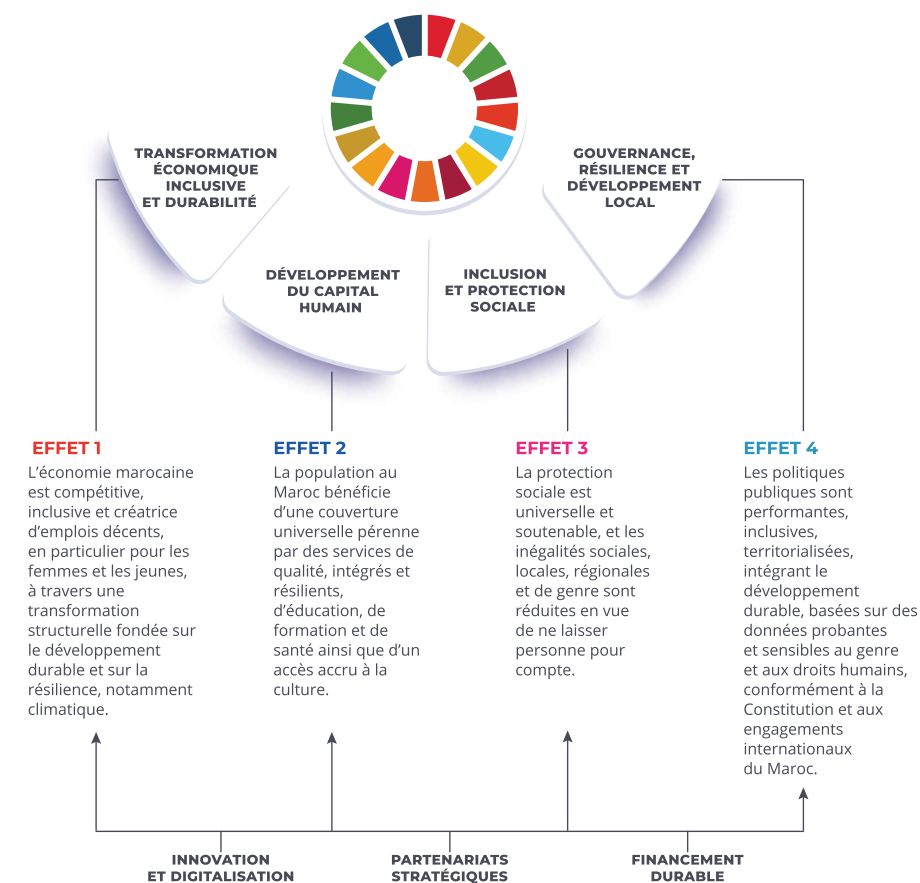 TRANSFORMATION
ÉCONOMIQUE
INCLUSIVE
ET DURABILITÉ
DÉVELOPPEMENT
DU CAPITAL
HUMAIN
INCLUSION
ET PROTECTION
SOCIALE
GOUVERNANCE,
RÉSILIENCE ET
DÉVELOPPEMENT
LOCAL
EFFET 1
L’économie marocaine
est compétitive,
inclusive et créatrice
d’emplois décents,
en particulier pour les
femmes et les jeunes,
à travers une
transformation
structurelle fondée sur
le développement
durable et sur la
résilience, notamment
climatique.
EFFET 2
La population au
Maroc bénéficie
d’une couverture
universelle pérenne
par des services de
qualité, intégrés et
résilients,
d’éducation, de
formation et de
santé ainsi que d’un
accès accru à la
culture.
EFFET 3
La protection
sociale est
universelle et
soutenable, et les
inégalités sociales,
locales, régionales
et de genre sont
réduites en vue
de ne laisser
personne pour
compte.
EFFET 4
Les politiques
publiques sont
performantes,
inclusives,
territorialisées,
intégrant le
développement
durable, basées sur des
données probantes
et sensibles au genre
et aux droits humains,
conformément à la
Constitution et aux
engagements
internationaux
du Maroc.
INNOVATION
ET DIGITALISATION
PARTENARIATS
STRATÉGIQUES
FINANCEMENT
DURABLE